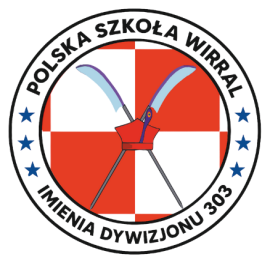 POLSKA SZKOŁA WIRRAL
IMIENIA DYWIZJONU 303